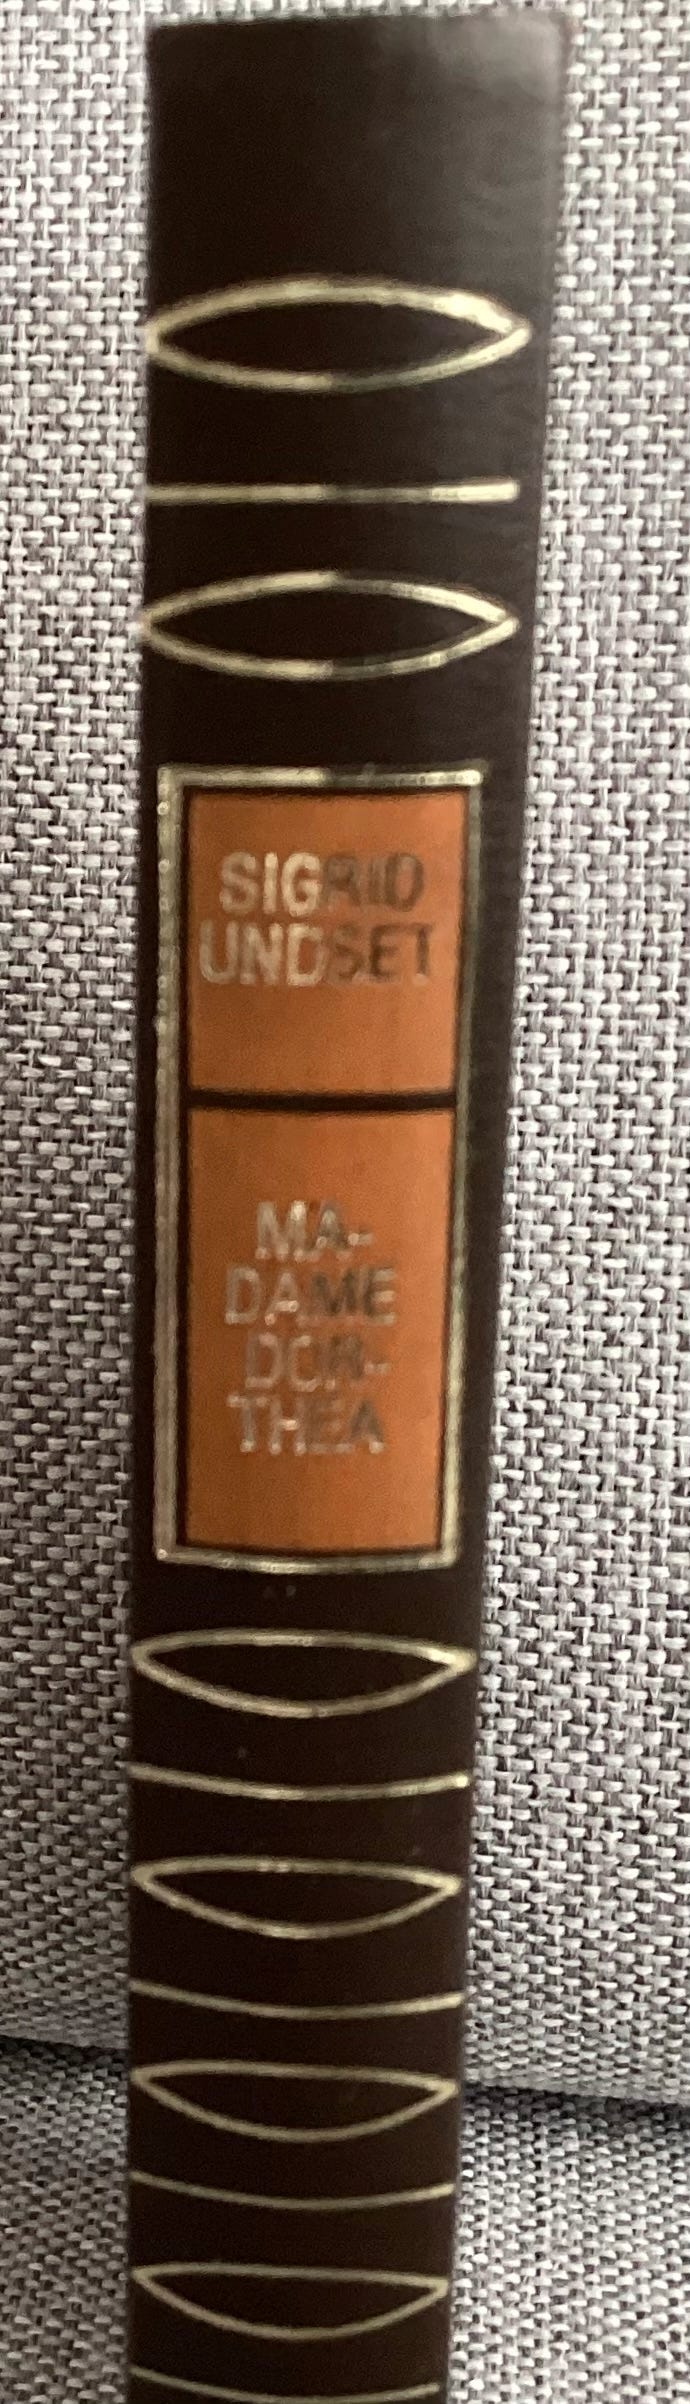 SIGRID
UNDSET
MA-
DAME
DOR-
THEA